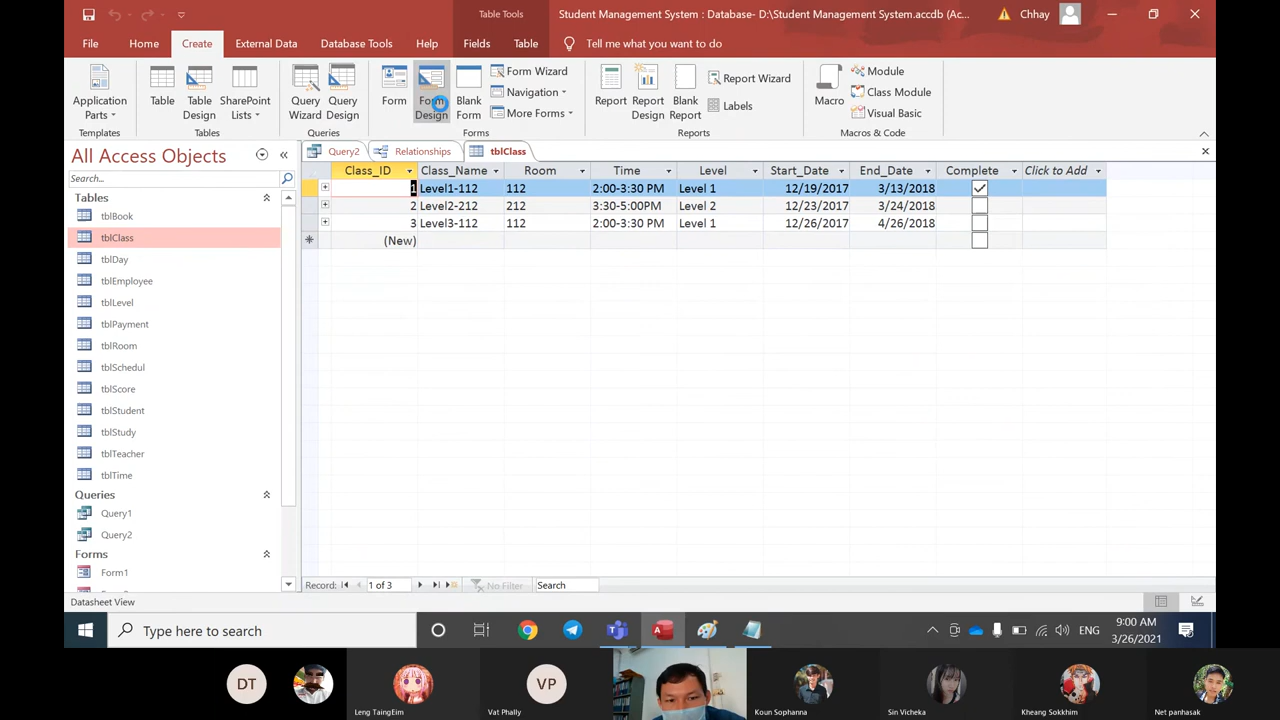 Table Tools
Student Management System : Database- D:\Student Management System.accdb (Ac...
Chhay
File
Home
Create
External Data
Database Tools
Help
Fields
Table
Tell me what you want to do
Application Parts
Table
Table Design
SharePoint Lists
Query Wizard
Query Design
Form
Form Design
Blank Form
Form Wizard
Navigation
More Forms
Report
Report Design
Blank Report
Report Wizard
Labels
Macro
Module
Class Module
Visual Basic
Templates
Tables
Queries
Forms
Reports
Macros & Code
All Access Objects
Search...
Tables
tblBook
tblClass
tblDay
tblEmployee
tblLevel
tblPayment
tblRoom
tblSchedul
tblScore
tblStudent
tblStudy
tblTeacher
tblTime
Queries
Query1
Query2
Forms
Form1
Query2
Relationships
tblClass
Class_ID Class_Name Room Time Level Start_Date End_Date Complete Click to Add
1 Level1-112 112 2:00-3:30 PM Level 1 12/19/2017 3/13/2018
2 Level2-212 212 3:30-5:00PM Level 2 12/23/2017 3/24/2018
3 Level3-112 112 2:00-3:30 PM Level 1 12/26/2017 4/26/2018
(New)
Record: 1 of 3 No Filter Search
Datasheet View
Type here to search
ENG
9:00 AM
3/26/2021
DT
Leng TaingEim
VP
Vat Phally
Koun Sophanna
Sin Vicheka
Kheang Sokkhim
Net panhasak